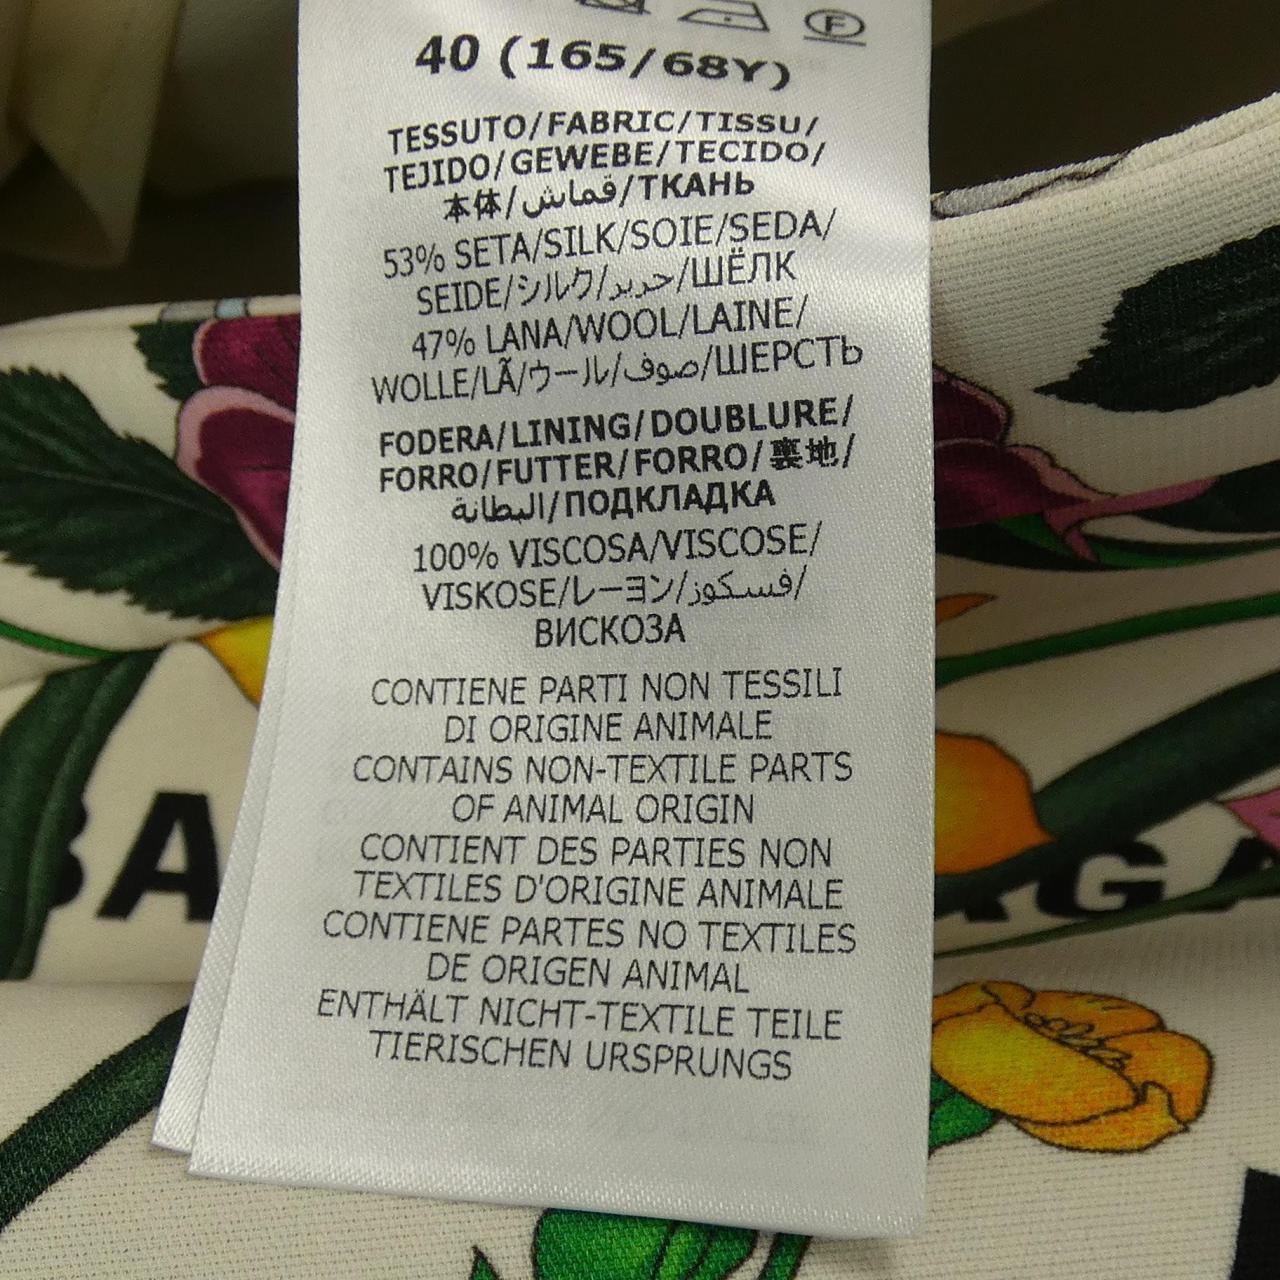 F
40 (165/68Y)
TESSUTO/FABRIC/TISSU/
TEJIDO/GEWEBE/TECIDO/
本体/قماش/ТКАНЬ
53% SETA/SILK/SOIE/SEDA/
SEIDE/シルク/حرير/ШЁЛК
47% LANA/WOOL/LAINE/
WOLLE/LÃ/ウール/صوف/ШЕРСТЬ
FODERA/LINING/DOUBLURE/
FORRO/FUTTER/FORRO/裏地/
البطانة/ПОДКЛАДКА
100% VISCOSA/VISCOSE/
VISKOSE/レーヨン/فسكوز/
ВИСКОЗА
CONTIENE PARTI NON TESSILI
DI ORIGINE ANIMALE
CONTAINS NON-TEXTILE PARTS
OF ANIMAL ORIGIN
CONTIENT DES PARTIES NON
TEXTILES D'ORIGINE ANIMALE
CONTIENE PARTES NO TEXTILES
DE ORIGEN ANIMAL
ENTHÄLT NICHT-TEXTILE TEILE
TIERISCHEN URSPRUNGS
BA
GA